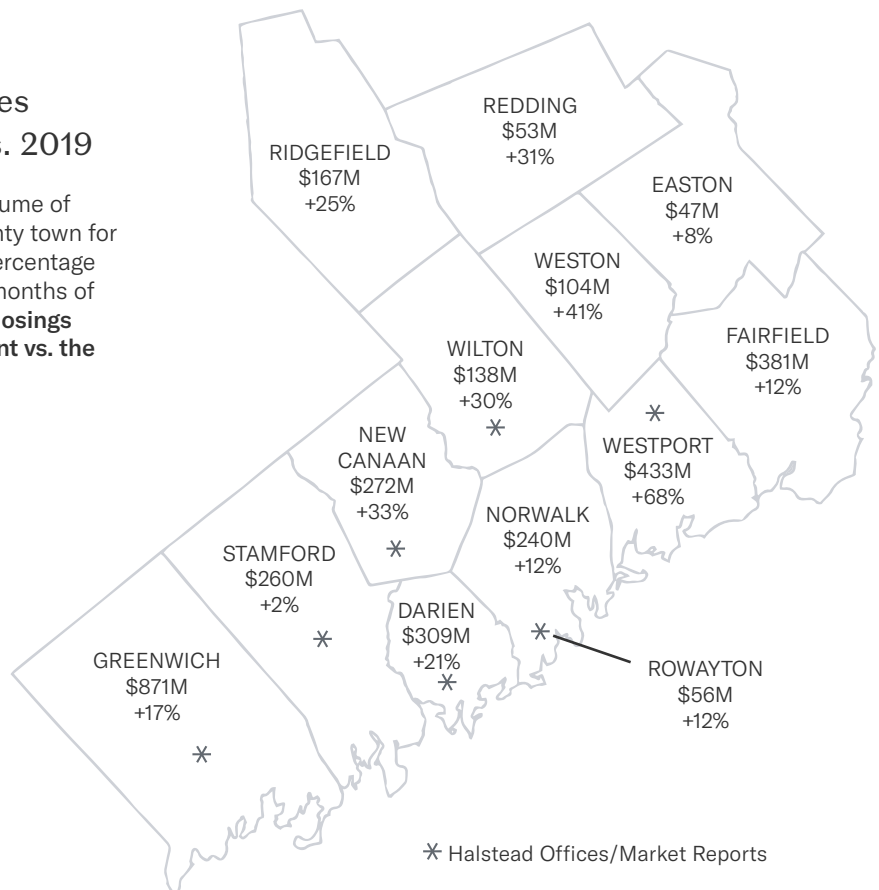 es
s. 2019
ume of
nty town for
ercentage
months of
osings
nt vs. the
RIDGEFIELD
$167M
+25%
REDDING
$53M
+31%
EASTON
$47M
+8%
WESTON
$104M
+41%
FAIRFIELD
$381M
+12%
WILTON
$138M
+30%
WESTPORT
$433M
+68%
NEW
CANAAN
$272M
+33%
NORWALK
$240M
+12%
STAMFORD
$260M
+2%
DARIEN
$309M
+21%
GREENWICH
$871M
+17%
ROWAYTON
$56M
+12%
Halstead Offices/Market Reports